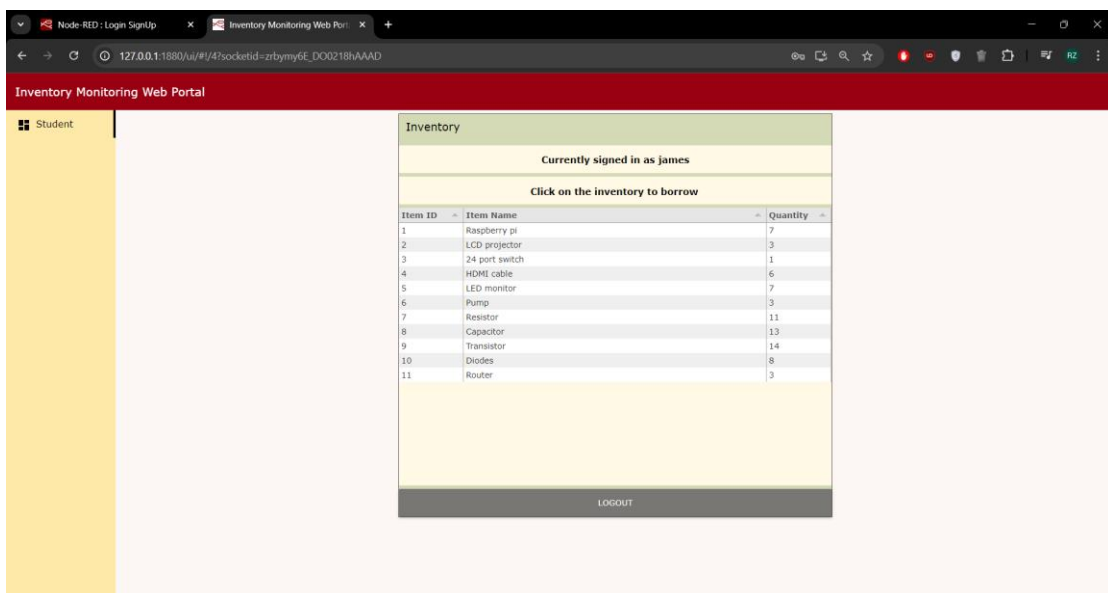 Node-RED : Login SignUp
Inventory Monitoring Web Port
127.0.0.1:1880/ui/#!/4?socketid=zrbymy6E_DO0218hAAAD
RZ
Inventory Monitoring Web Portal
Student
Inventory
Currently signed in as james
Click on the inventory to borrow
Item ID Item Name Quantity
1 Raspberry pi 7
2 LCD projector 3
3 24 port switch 1
4 HDMI cable 6
5 LED monitor 7
6 Pump 3
7 Resistor 11
8 Capacitor 13
9 Transistor 14
10 Diodes 8
11 Router 3
LOGOUT